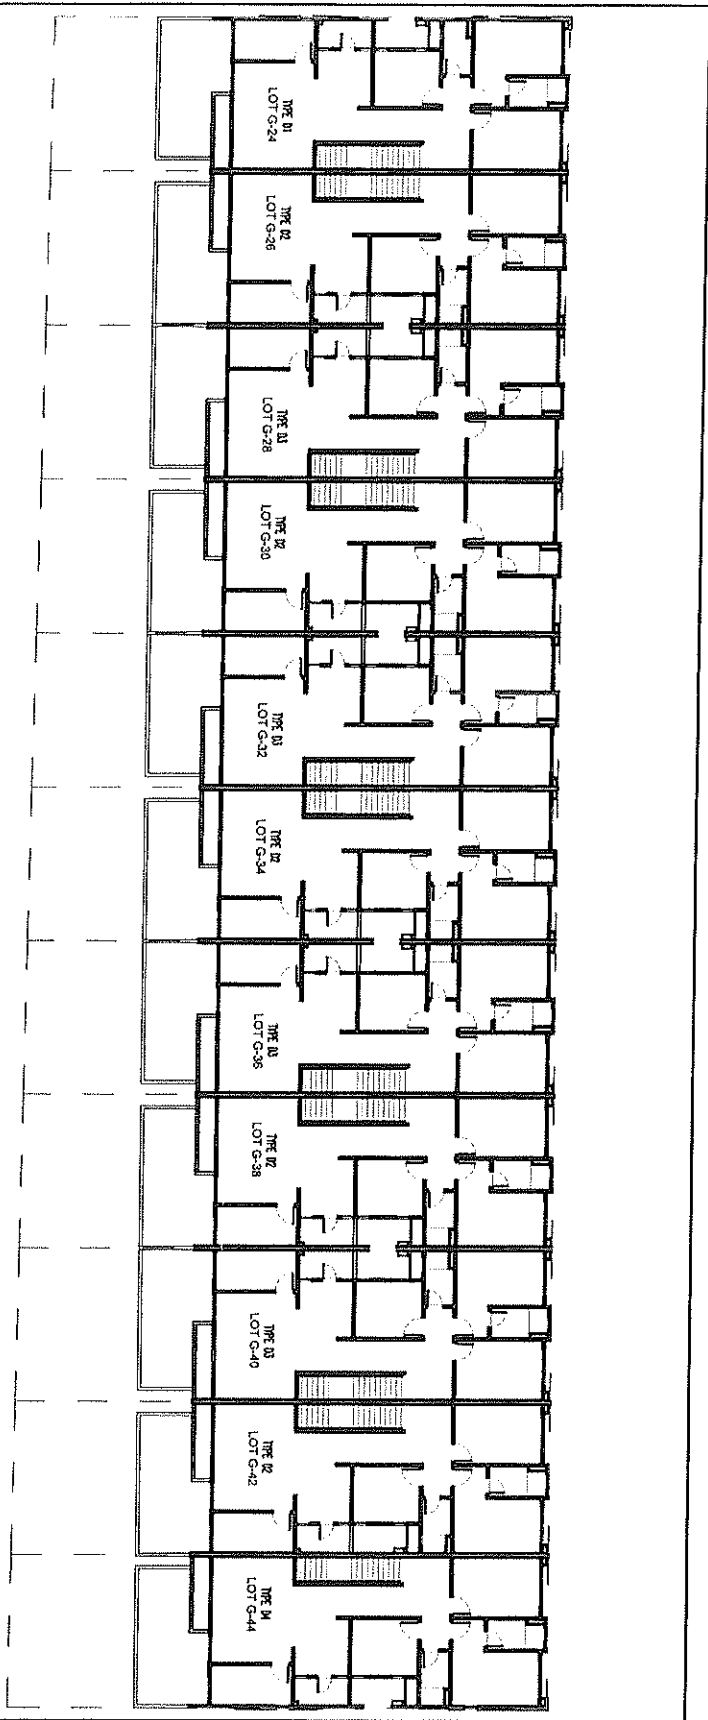 TYPE D1
LOT G-24
TYPE D2
LOT G-26
TYPE D3
LOT G-28
TYPE D2
LOT G-30
TYPE D3
LOT G-32
TYPE D2
LOT G-34
TYPE D3
LOT G-36
TYPE D2
LOT G-38
TYPE D3
LOT G-40
TYPE D2
LOT G-42
TYPE D4
LOT G-44